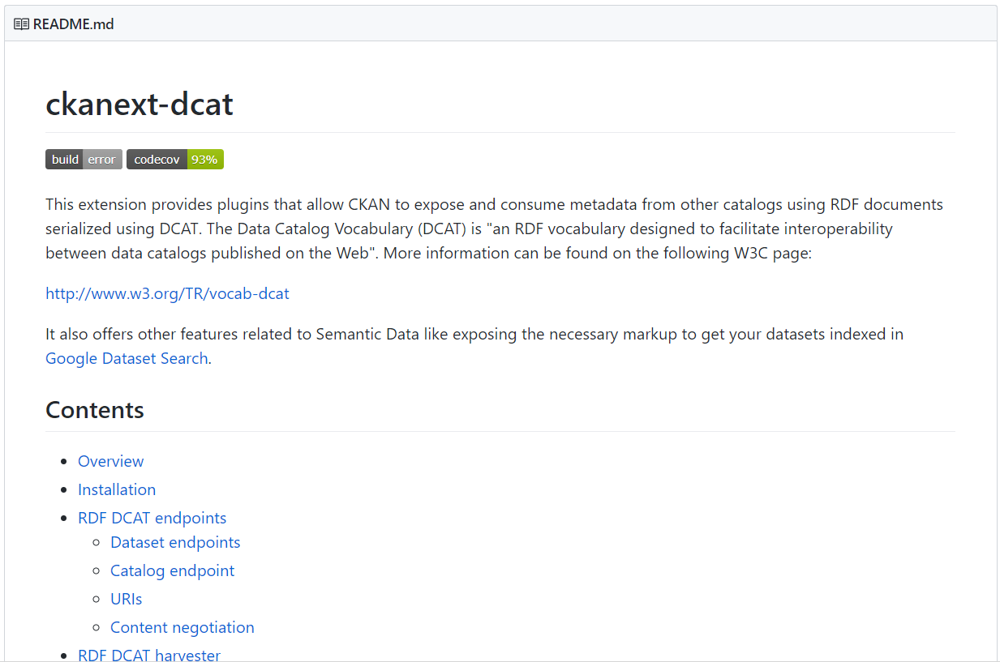 README.md
ckanext-dcat
build error codecov 93%
This extension provides plugins that allow CKAN to expose and consume metadata from other catalogs using RDF documents
serialized using DCAT. The Data Catalog Vocabulary (DCAT) is "an RDF vocabulary designed to facilitate interoperability
between data catalogs published on the Web". More information can be found on the following W3C page:
http://www.w3.org/TR/vocab-dcat
It also offers other features related to Semantic Data like exposing the necessary markup to get your datasets indexed in
Google Dataset Search.
Contents
Overview
Installation
RDF DCAT endpoints
Dataset endpoints
Catalog endpoint
URIs
Content negotiation
RDF DCAT harvester